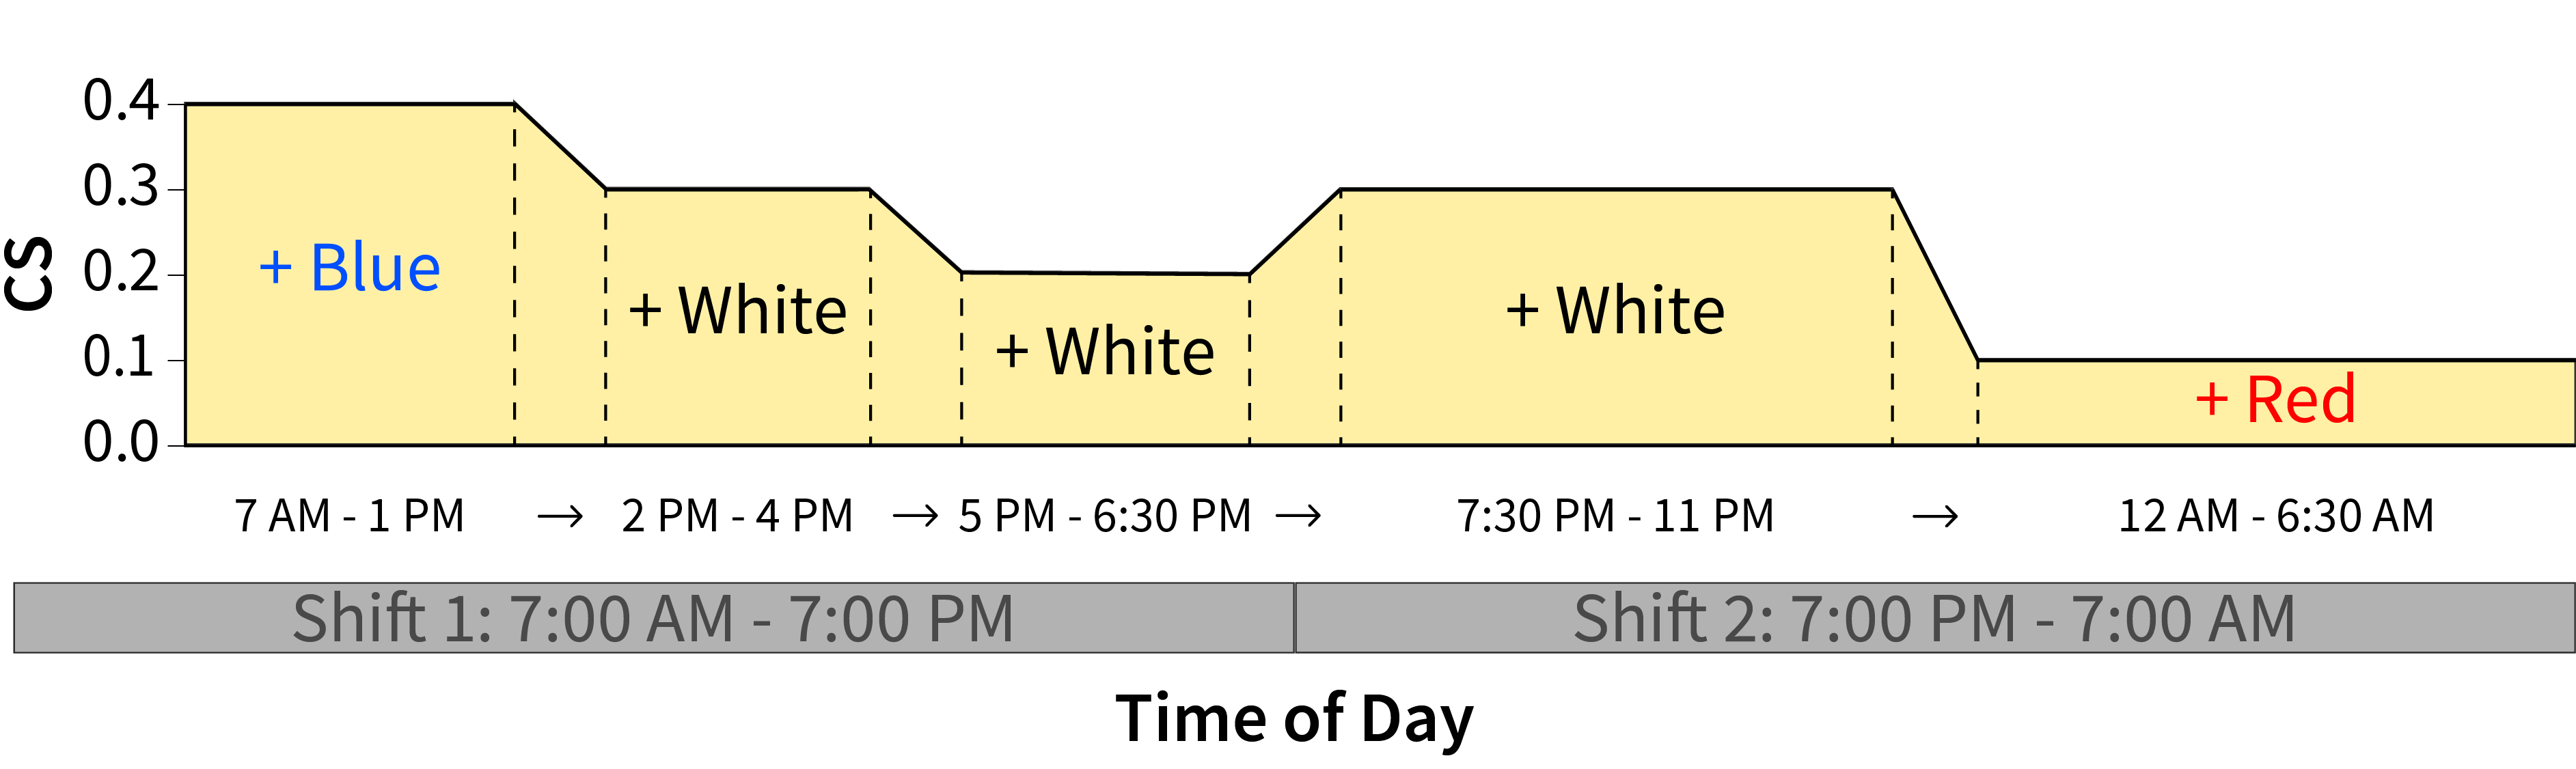 0.4
0.3
0.2
0.1
0.0
CS
+ Blue
+ White
+ White
+ White
+ Red
7 AM - 1 PM → 2 PM - 4 PM → 5 PM - 6:30 PM → 7:30 PM - 11 PM → 12 AM - 6:30 AM
Shift 1: 7:00 AM - 7:00 PM
Shift 2: 7:00 PM - 7:00 AM
Time of Day